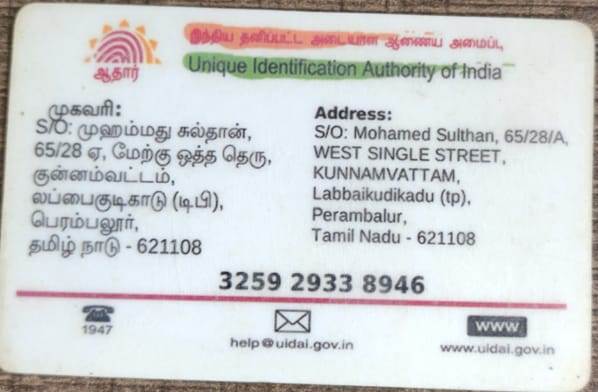 இந்திய தனிப்பட்ட அடையாள ஆணைய அமைப்பு
Unique Identification Authority of India
ஆதார்
முகவரி:
S/O: முஹம்மது சுல்தான்,
65/28 ஏ, மேற்கு ஒத்த தெரு,
குன்னம்வட்டம்,
லப்பைகுடிகாடு (டிபி),
பெரம்பலூர்,
தமிழ் நாடு - 621108
Address:
S/O: Mohamed Sulthan, 65/28/A,
WEST SINGLE STREET,
KUNNAMVATTAM,
Labbaikudikadu (tp),
Perambalur,
Tamil Nadu - 621108
3259 2933 8946
1947
help@uidai.gov.in
www
www.uidai.gov.in